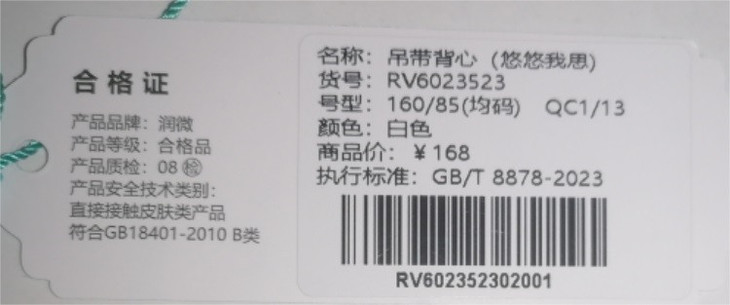 合格证
产品品牌：润微
产品等级：合格品
产品质检：08 检
产品安全技术类别：
直接接触皮肤类产品
符合GB18401-2010 B类
名称：吊带背心（悠悠我思）
货号：RV6023523
号型：160/85(均码) QC1/13
颜色：白色
商品价：￥168
执行标准：GB/T 8878-2023
RV602352302001